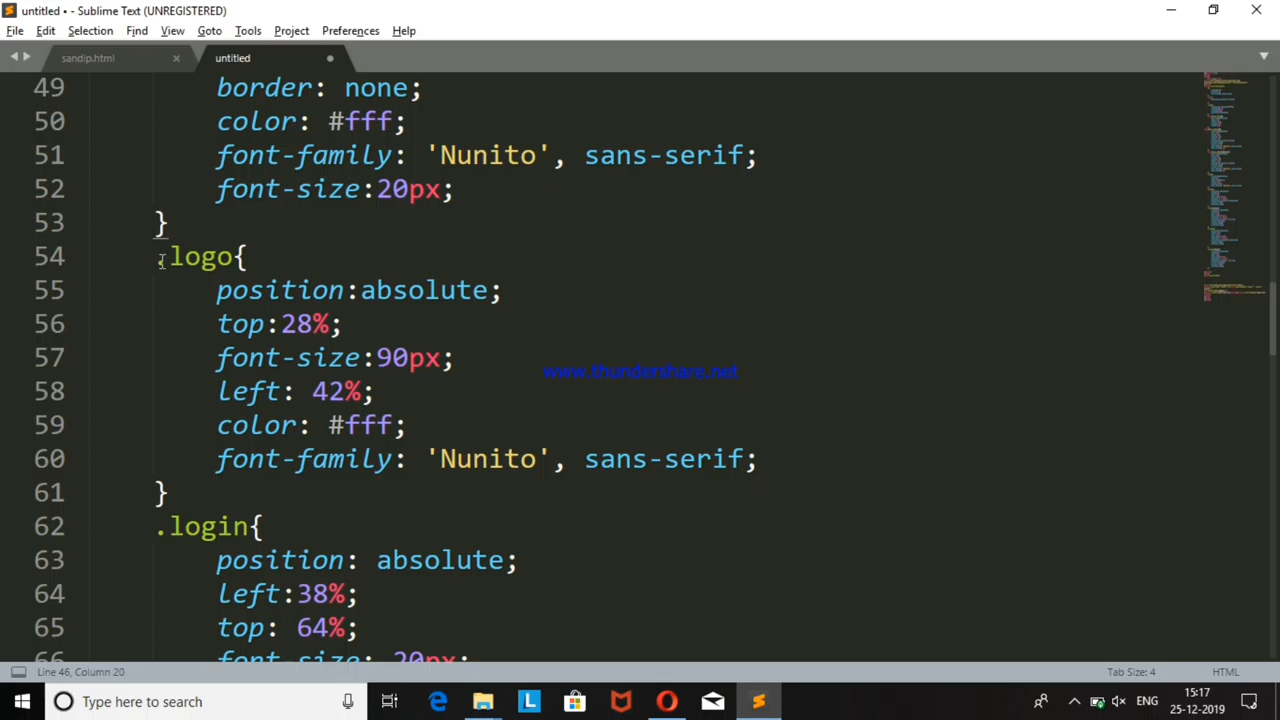 untitled • - Sublime Text (UNREGISTERED)
File Edit Selection Find View Goto Tools Project Preferences Help
sandip.html × untitled
49 border: none;
50 color: #fff;
51 font-family: 'Nunito', sans-serif;
52 font-size:20px;
53 }
54 .logo{
55 position:absolute;
56 top:28%;
57 font-size:90px;
www.thundershare.net
58 left: 42%;
59 color: #fff;
60 font-family: 'Nunito', sans-serif;
61 }
62 .login{
63 position: absolute;
64 left:38%;
65 top: 64%;
66 font-size: 20px;
Line 46, Column 20 Tab Size: 4 HTML
Type here to search ENG 15:17
25-12-2019